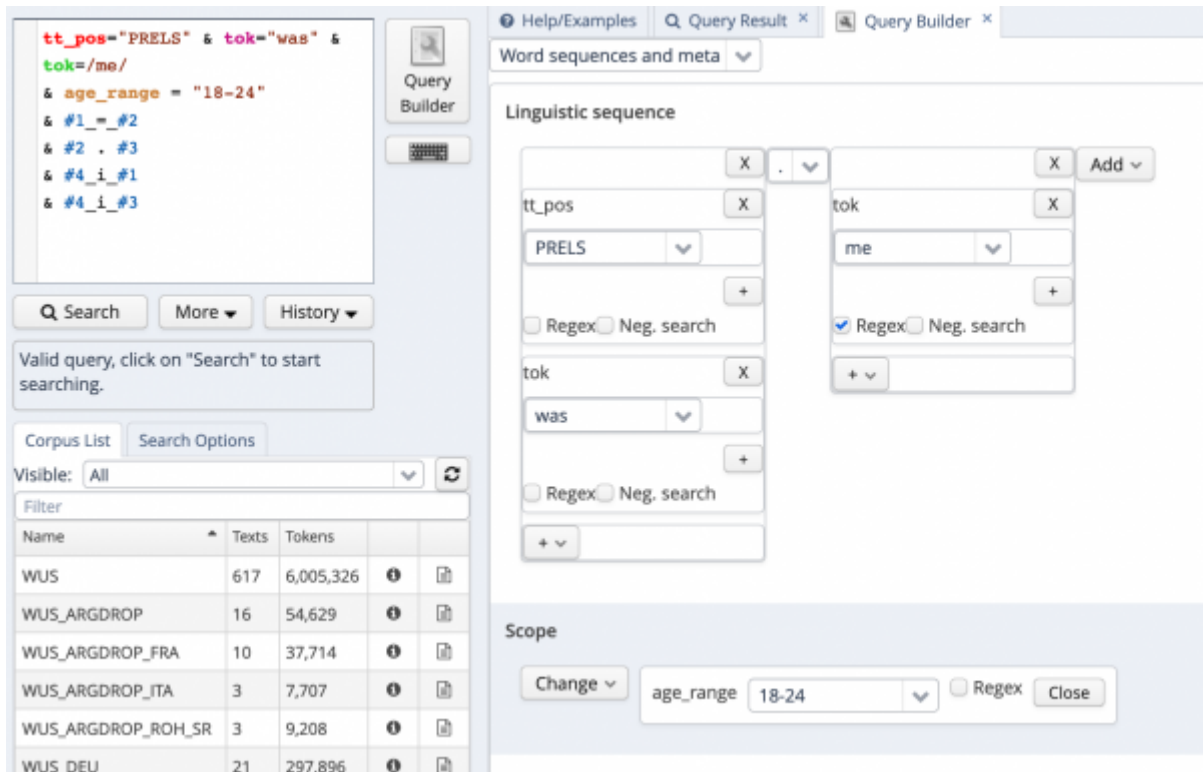 tt_pos="PRELS" & tok="was" &
tok=/me/
& age_range = "18-24"
& #1_=_#2
& #2 . #3
& #4_i_#1
& #4_i_#3
Query
Builder
Search More History
Valid query, click on "Search" to start
searching.
Corpus List Search Options
Visible: All
Filter
Name Texts Tokens
WUS 617 6,005,326
WUS_ARGDROP 16 54,629
WUS_ARGDROP_FRA 10 37,714
WUS_ARGDROP_ITA 3 7,707
WUS_ARGDROP_ROH_SR 3 9,208
WUS_DEU 21 297,896
Help/Examples Query Result × Query Builder ×
Word sequences and meta
Linguistic sequence
X . X Add
tt_pos X tok X
PRELS me
+ +
Regex Neg. search Regex Neg. search
tok X +
was
+
Regex Neg. search
+
Scope
Change age_range 18-24 Regex Close